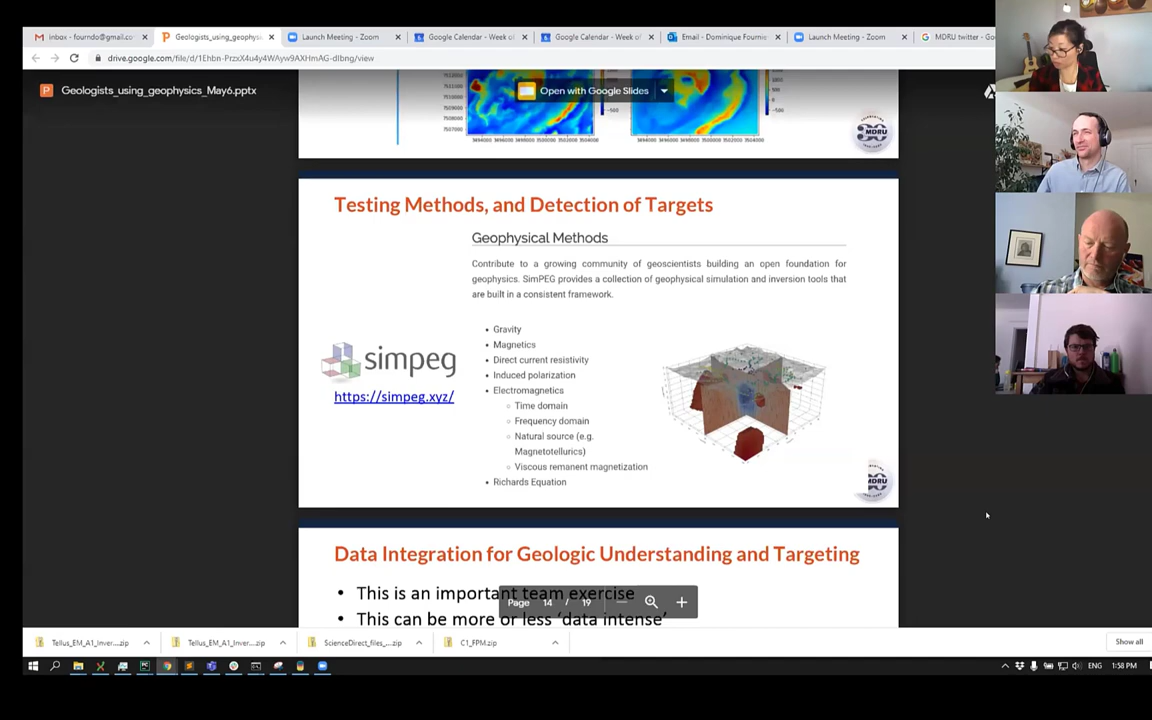 inbox - fourndo@gmail.co
Geologists_using_geophysi
Launch Meeting - Zoom
Google Calendar - Week of
Google Calendar - Week of
Email - Dominique Fournie
Launch Meeting - Zoom
MDRU twitter - Go
drive.google.com/file/d/1Ehbn-PrzxX4u4y4WAyw9AXHmAG-dIbng/view
Geologists_using_geophysics_May6.pptx
Open with Google Slides
MDRU
Testing Methods, and Detection of Targets
Geophysical Methods
Contribute to a growing community of geoscientists building an open foundation for
geophysics. SimPEG provides a collection of geophysical simulation and inversion tools that
are built in a consistent framework.
• Gravity
• Magnetics
• Direct current resistivity
• Induced polarization
• Electromagnetics
Time domain
Frequency domain
Natural source (e.g.
Magnetotellurics)
Viscous remanent magnetization
• Richards Equation
simpeg
https://simpeg.xyz/
Data Integration for Geologic Understanding and Targeting
• This is an important team exercise
• This can be more or less 'data intense'
Page 14 / 19
Tellus_EM_A1_Inver....zip
Tellus_EM_A1_Inver....zip
ScienceDirect_files_....zip
C1_FPM.zip
Show all
ENG 1:58 PM